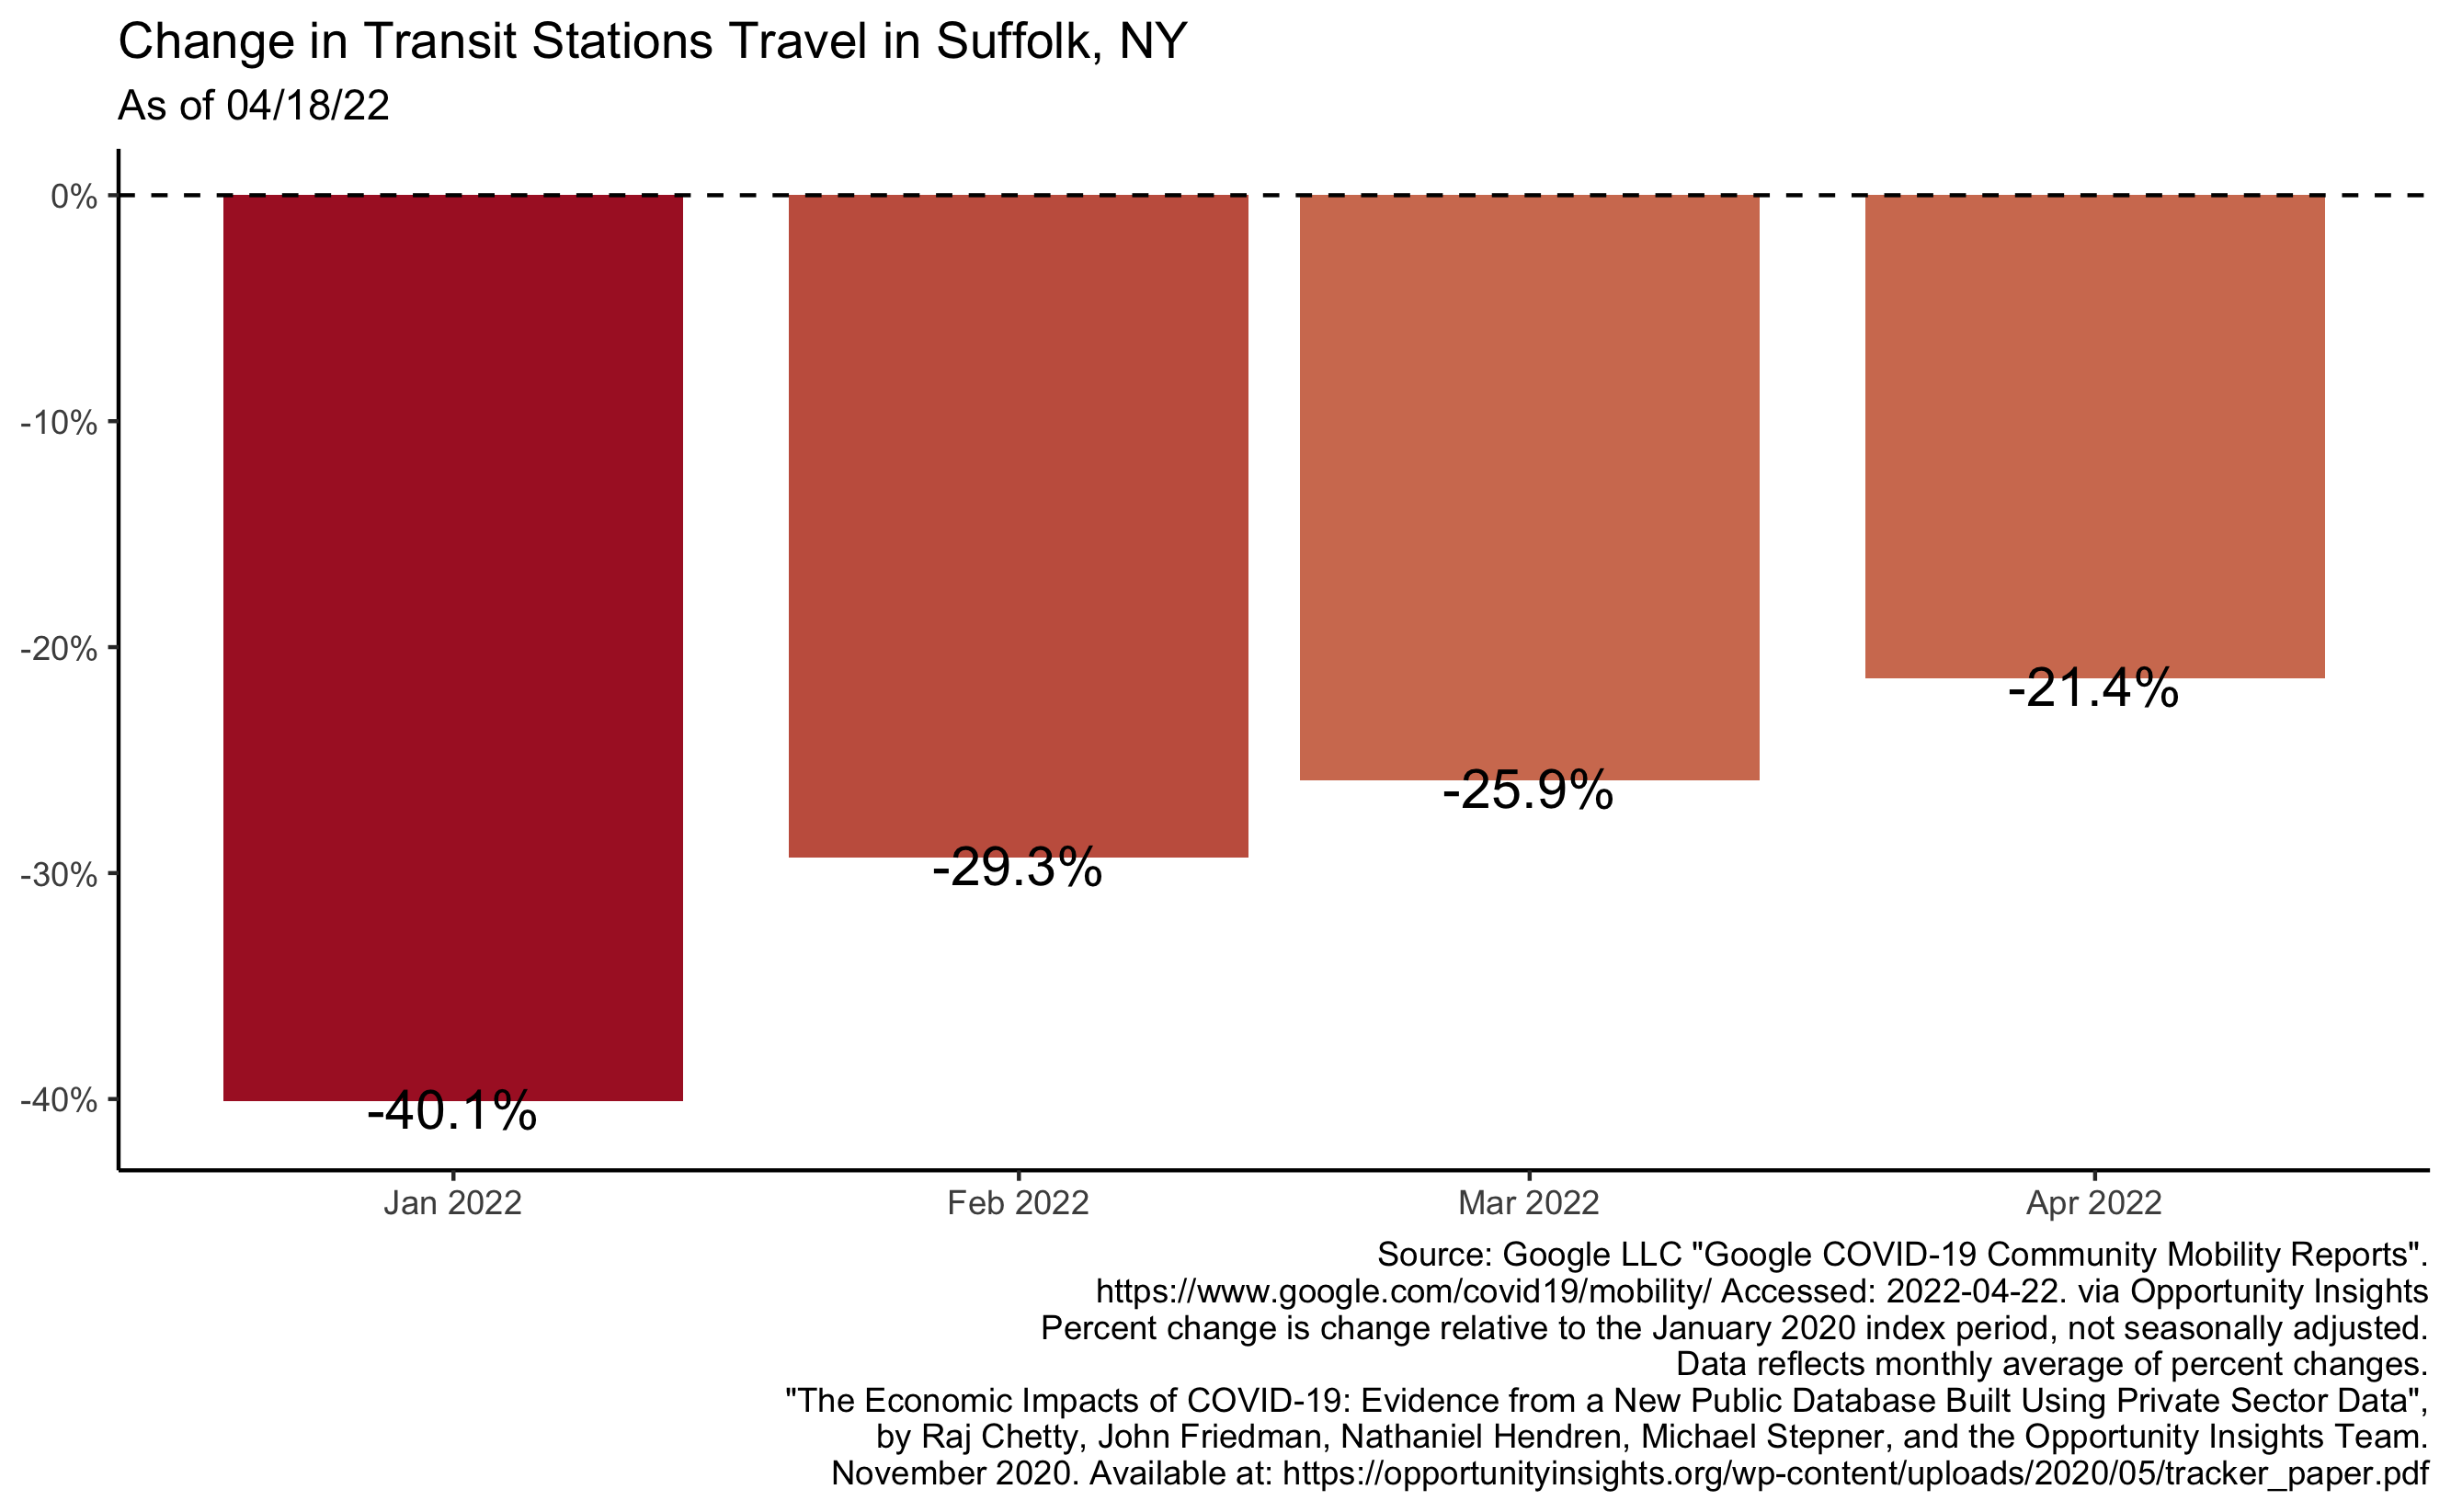 Change in Transit Stations Travel in Suffolk, NY
As of 04/18/22
0%
-10%
-20%
-30%
-40%
-40.1%
-29.3%
-25.9%
-21.4%
Jan 2022
Feb 2022
Mar 2022
Apr 2022
Source: Google LLC "Google COVID-19 Community Mobility Reports".
https://www.google.com/covid19/mobility/ Accessed: 2022-04-22. via Opportunity Insights
Percent change is change relative to the January 2020 index period, not seasonally adjusted.
Data reflects monthly average of percent changes.
"The Economic Impacts of COVID-19: Evidence from a New Public Database Built Using Private Sector Data",
by Raj Chetty, John Friedman, Nathaniel Hendren, Michael Stepner, and the Opportunity Insights Team.
November 2020. Available at: https://opportunityinsights.org/wp-content/uploads/2020/05/tracker_paper.pdf